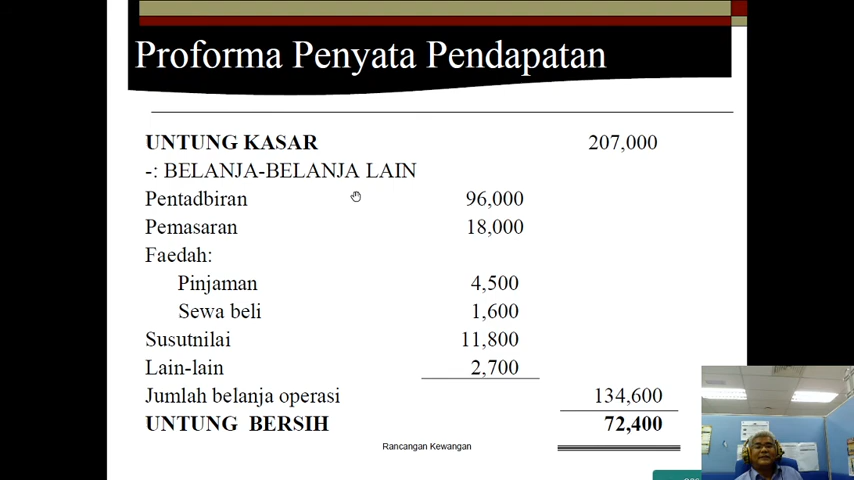 Proforma Penyata Pendapatan
UNTUNG KASAR 207,000
-: BELANJA-BELANJA LAIN
Pentadbiran 96,000
Pemasaran 18,000
Faedah:
Pinjaman 4,500
Sewa beli 1,600
Susutnilai 11,800
Lain-lain 2,700
Jumlah belanja operasi 134,600
UNTUNG BERSIH 72,400
Rancangan Kewangan